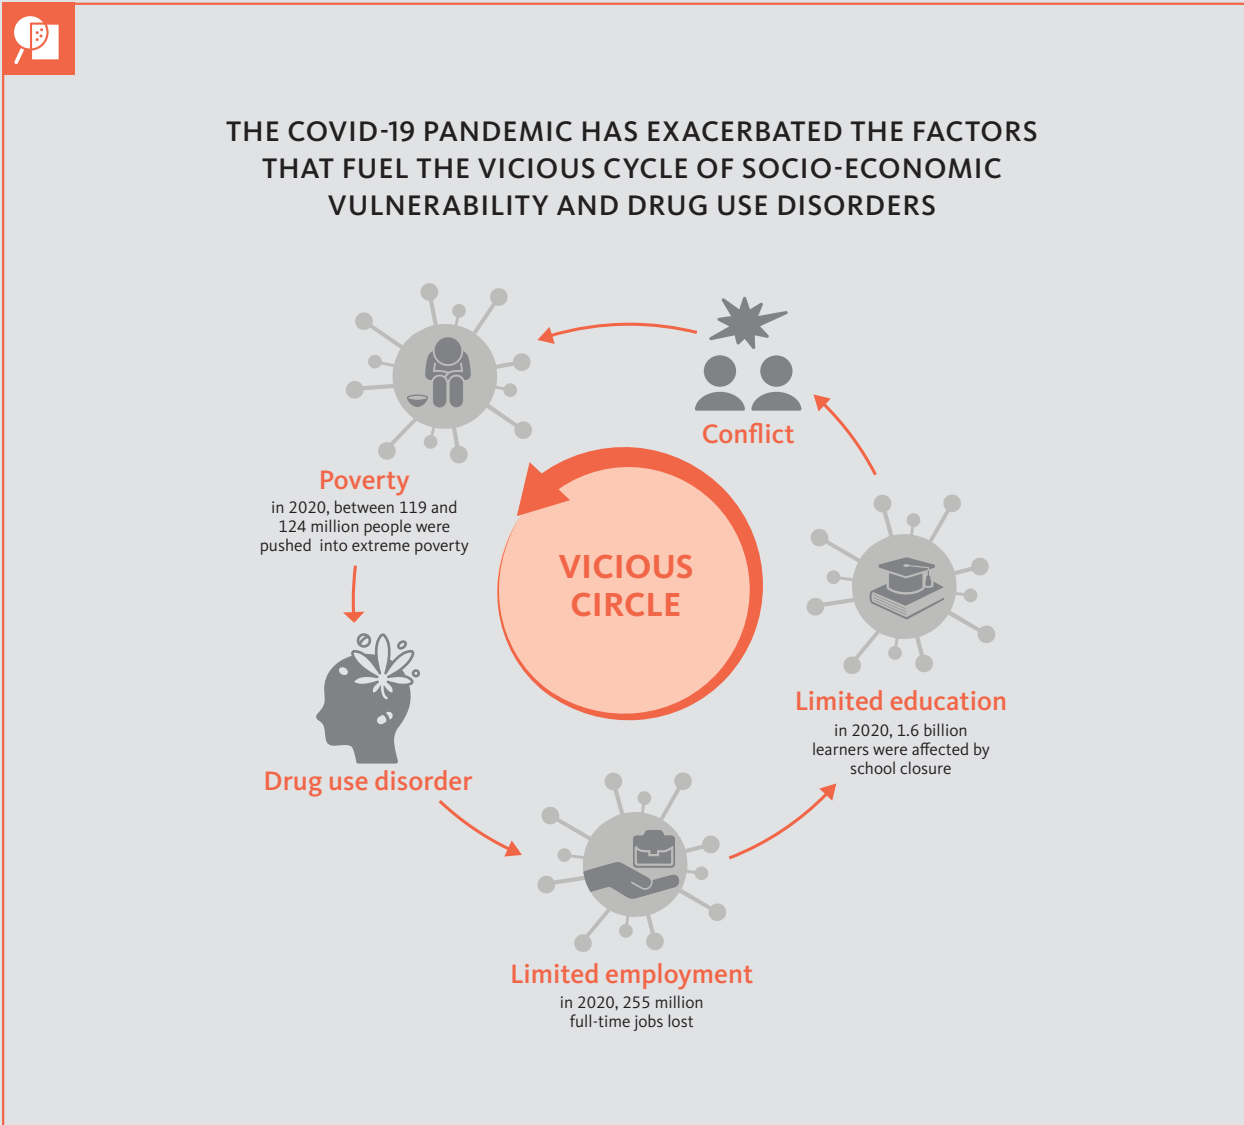 THE COVID-19 PANDEMIC HAS EXACERBATED THE FACTORS
THAT FUEL THE VICIOUS CYCLE OF SOCIO-ECONOMIC
VULNERABILITY AND DRUG USE DISORDERS
Conflict
Poverty
in 2020, between 119 and
124 million people were
pushed into extreme poverty
VICIOUS
CIRCLE
Limited education
in 2020, 1.6 billion
learners were affected by
school closure
Drug use disorder
Limited employment
in 2020, 255 million
full-time jobs lost